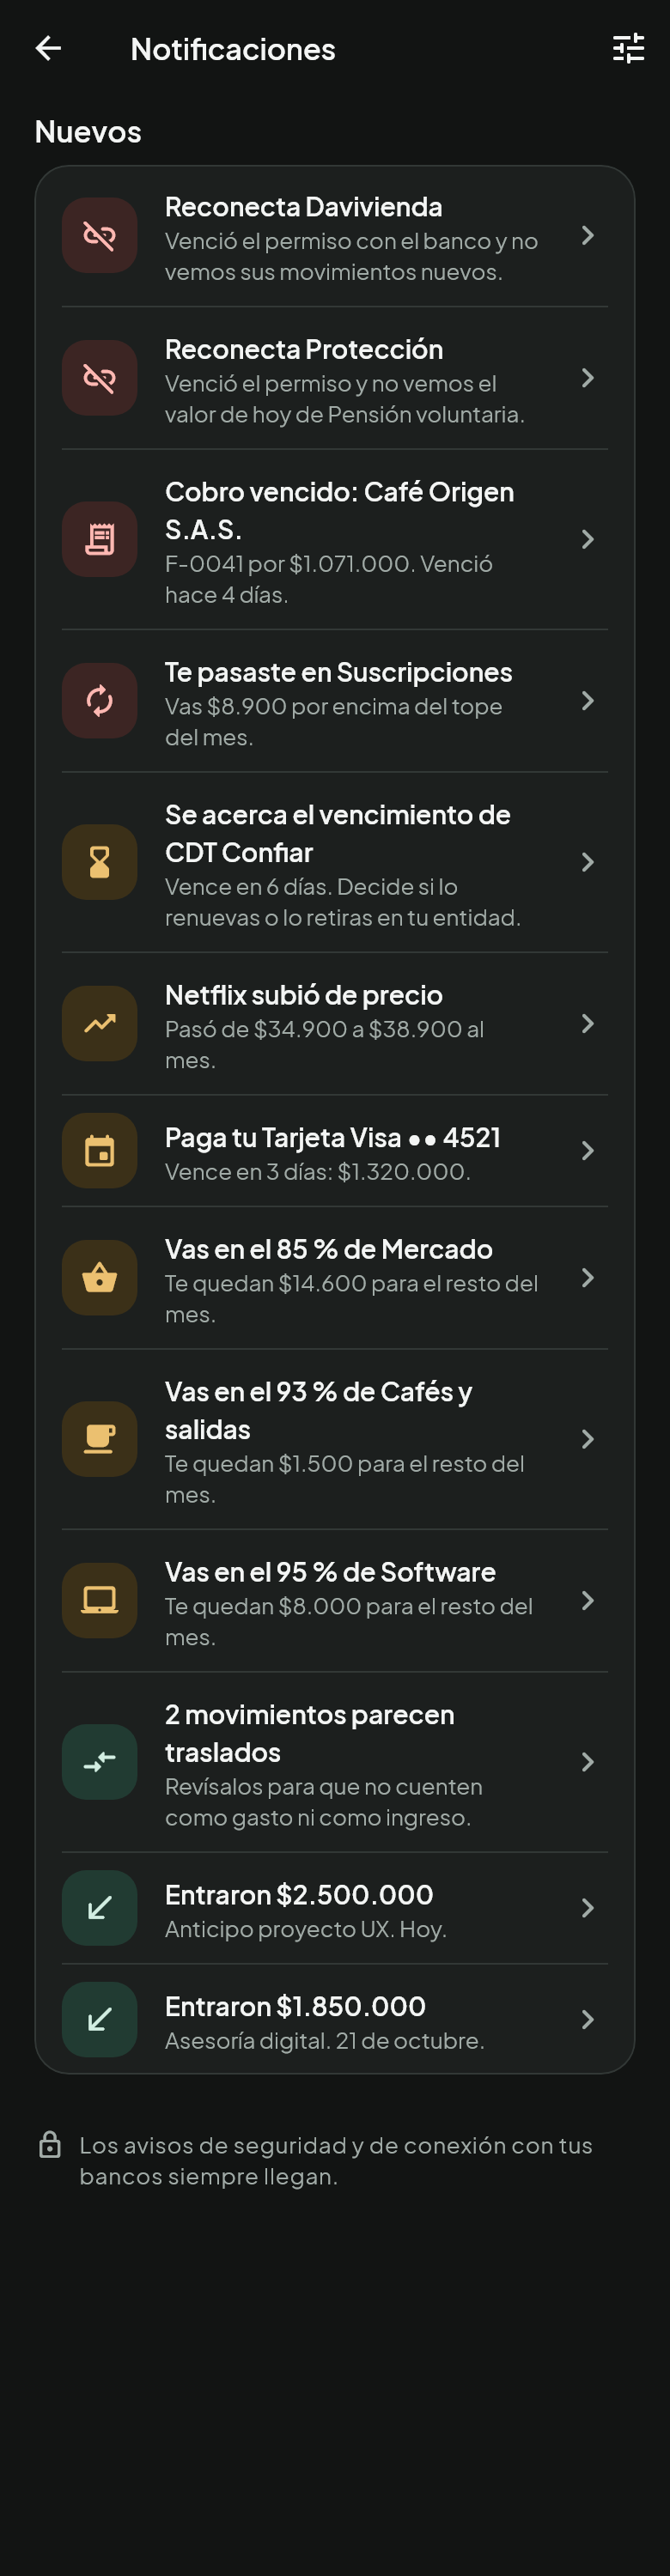 Notificaciones
Nuevos
Reconecta Davivienda
Venció el permiso con el banco y no
vemos sus movimientos nuevos.
Reconecta Protección
Venció el permiso y no vemos el
valor de hoy de Pensión voluntaria.
Cobro vencido: Café Origen
S.A.S.
F-0041 por $1.071.000. Venció
hace 4 días.
Te pasaste en Suscripciones
Vas $8.900 por encima del tope
del mes.
Se acerca el vencimiento de
CDT Confiar
Vence en 6 días. Decide si lo
renuevas o lo retiras en tu entidad.
Netflix subió de precio
Pasó de $34.900 a $38.900 al
mes.
Paga tu Tarjeta Visa •• 4521
Vence en 3 días: $1.320.000.
Vas en el 85 % de Mercado
Te quedan $14.600 para el resto del
mes.
Vas en el 93 % de Cafés y
salidas
Te quedan $1.500 para el resto del
mes.
Vas en el 95 % de Software
Te quedan $8.000 para el resto del
mes.
2 movimientos parecen
traslados
Revísalos para que no cuenten
como gasto ni como ingreso.
Entraron $2.500.000
Anticipo proyecto UX. Hoy.
Entraron $1.850.000
Asesoría digital. 21 de octubre.
Los avisos de seguridad y de conexión con tus
bancos siempre llegan.